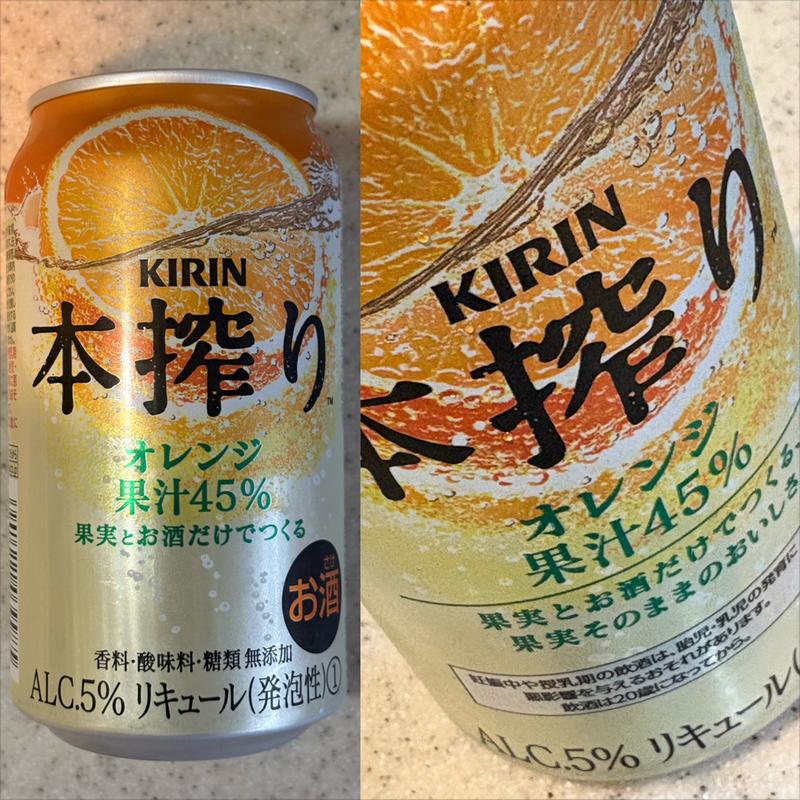 KIRIN
本搾り™
オレンジ
果汁45%
果実とお酒だけでつくる
さけ
お酒
香料・酸味料・糖類 無添加
ALC.5% リキュール(発泡性)①
KIRIN
本搾り
オレンジ
果汁45%
果実とお酒だけでつくる、
果実そのままのおいしさ
妊娠中や授乳期の飲酒は、胎児・乳児の発育に
悪影響を与えるおそれがあります。
飲酒は20歳になってから。
ALC.5% リキュール(